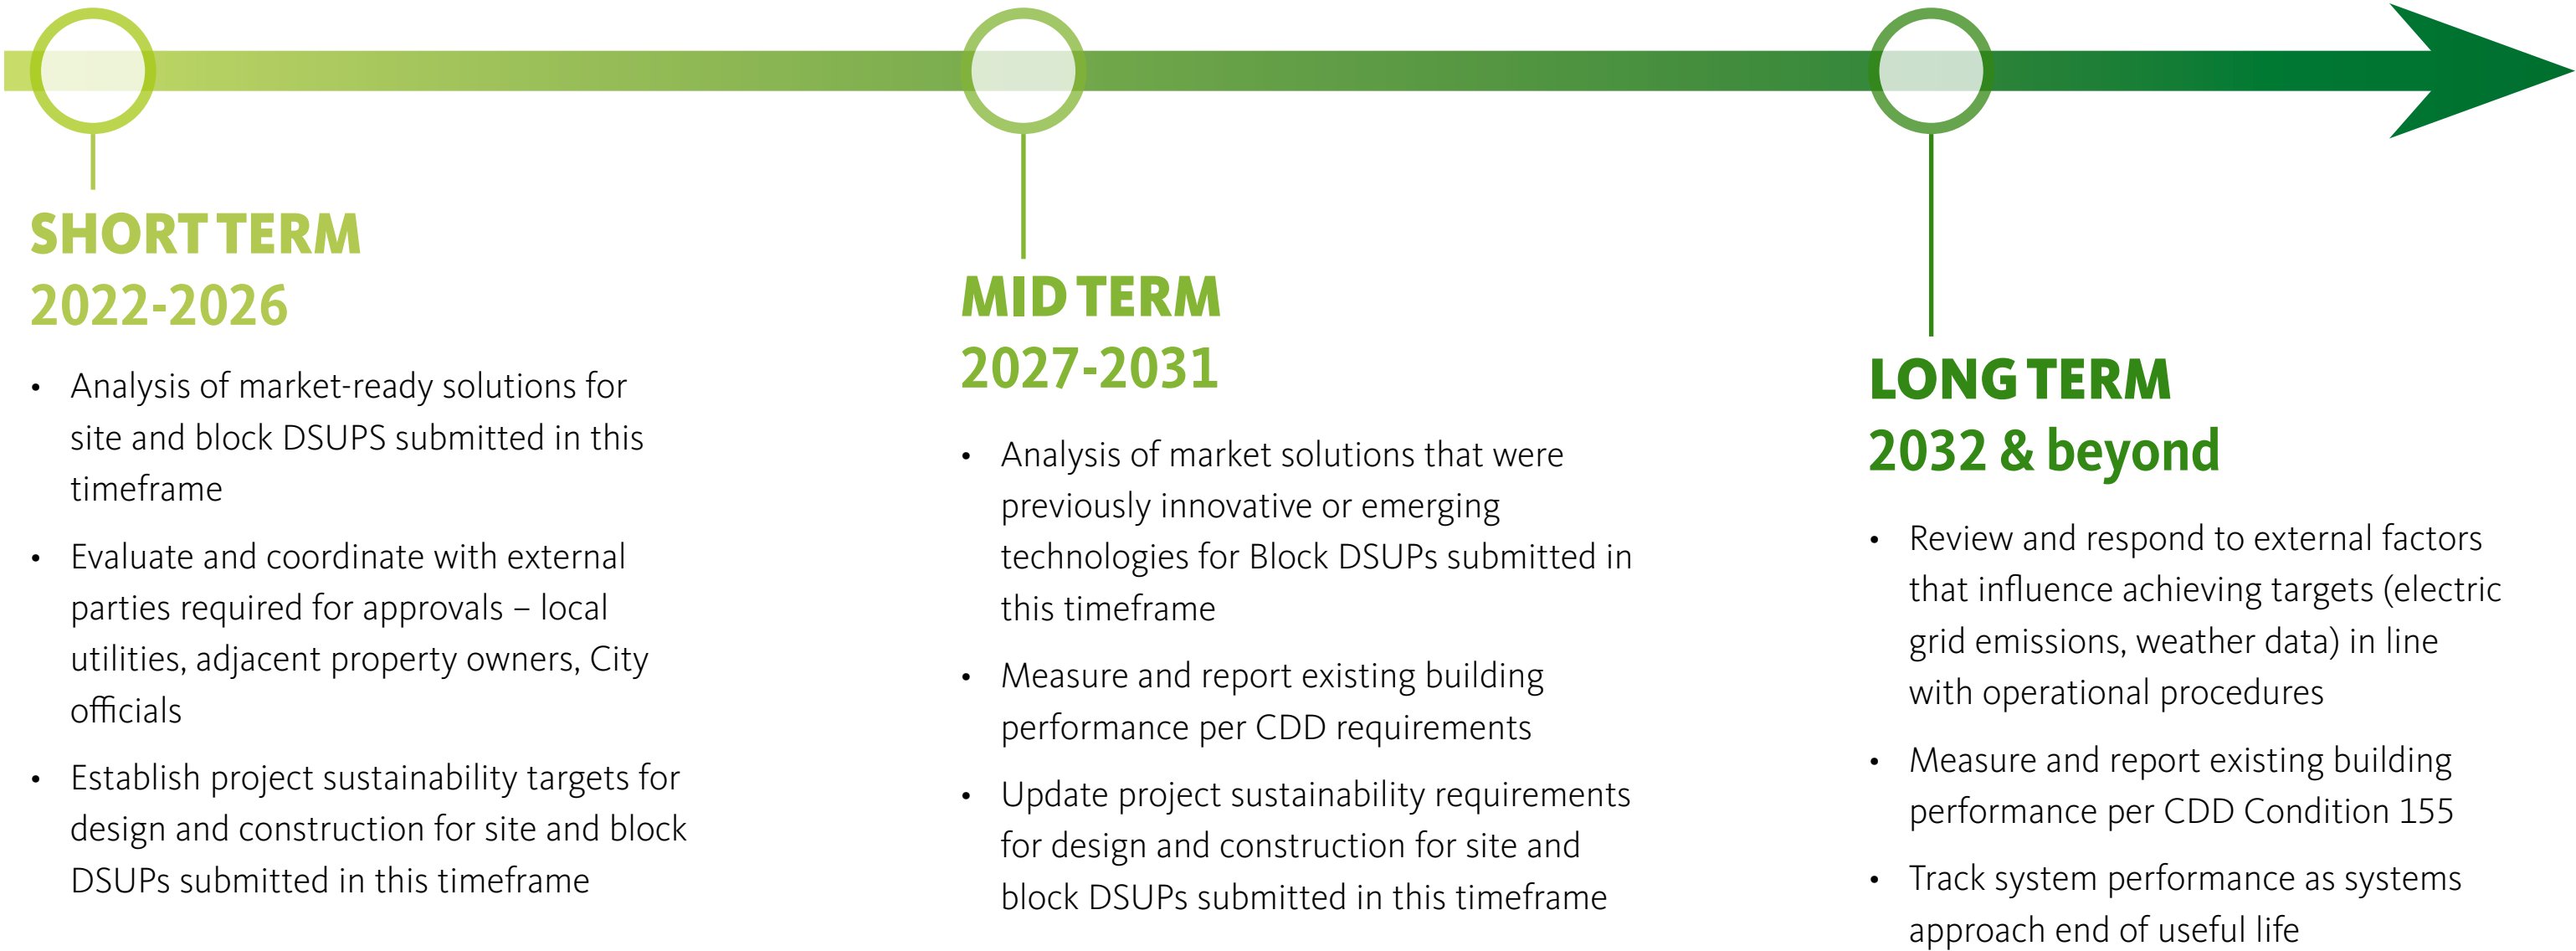 SHORT TERM
2022-2026
• Analysis of market-ready solutions for
site and block DSUPS submitted in this
timeframe
• Evaluate and coordinate with external
parties required for approvals – local
utilities, adjacent property owners, City
officials
• Establish project sustainability targets for
design and construction for site and block
DSUPs submitted in this timeframe
MID TERM
2027-2031
• Analysis of market solutions that were
previously innovative or emerging
technologies for Block DSUPs submitted in
this timeframe
• Measure and report existing building
performance per CDD requirements
• Update project sustainability requirements
for design and construction for site and
block DSUPs submitted in this timeframe
LONG TERM
2032 & beyond
• Review and respond to external factors
that influence achieving targets (electric
grid emissions, weather data) in line
with operational procedures
• Measure and report existing building
performance per CDD Condition 155
• Track system performance as systems
approach end of useful life